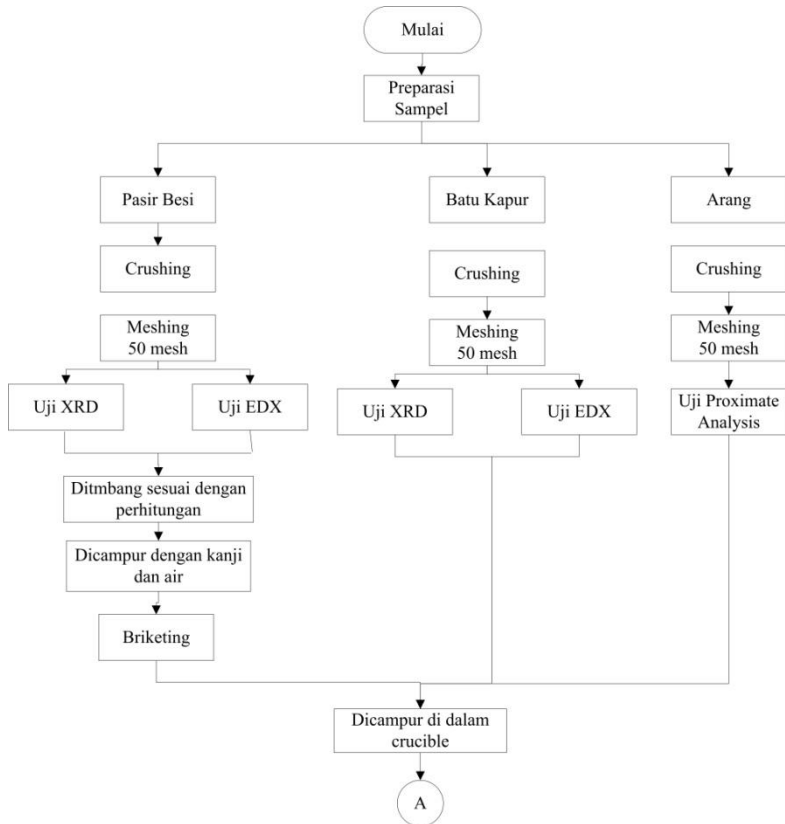 Mulai
Preparasi
Sampel
Pasir Besi
Batu Kapur
Arang
Crushing
Crushing
Crushing
Meshing
50 mesh
Meshing
50 mesh
Meshing
50 mesh
Uji XRD
Uji EDX
Uji XRD
Uji EDX
Uji Proximate
Analysis
Ditmbang sesuai dengan
perhitungan
Dicampur dengan kanji
dan air
Briketing
Dicampur di dalam
crucible
A